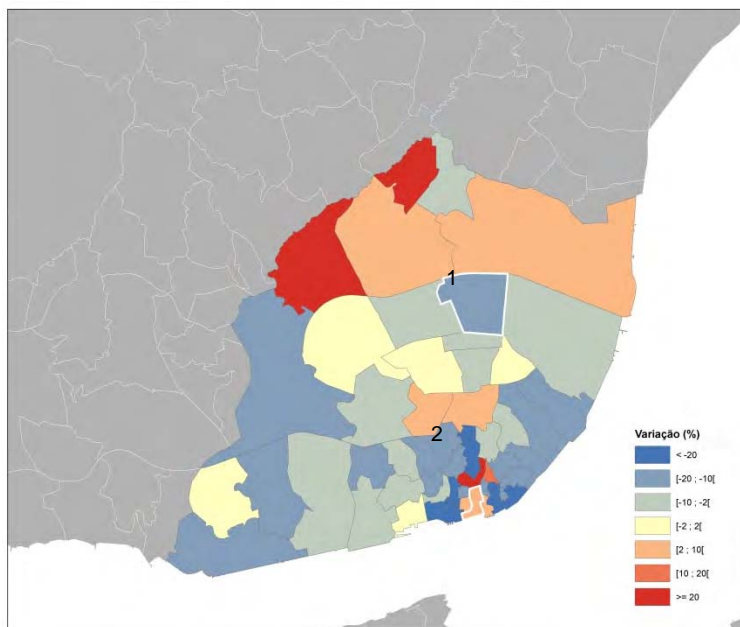 1
2
Variação (%)
< -20
[-20 ; -10[
[-10 ; -2[
[-2 ; 2[
[2 ; 10[
[10 ; 20[
>= 20